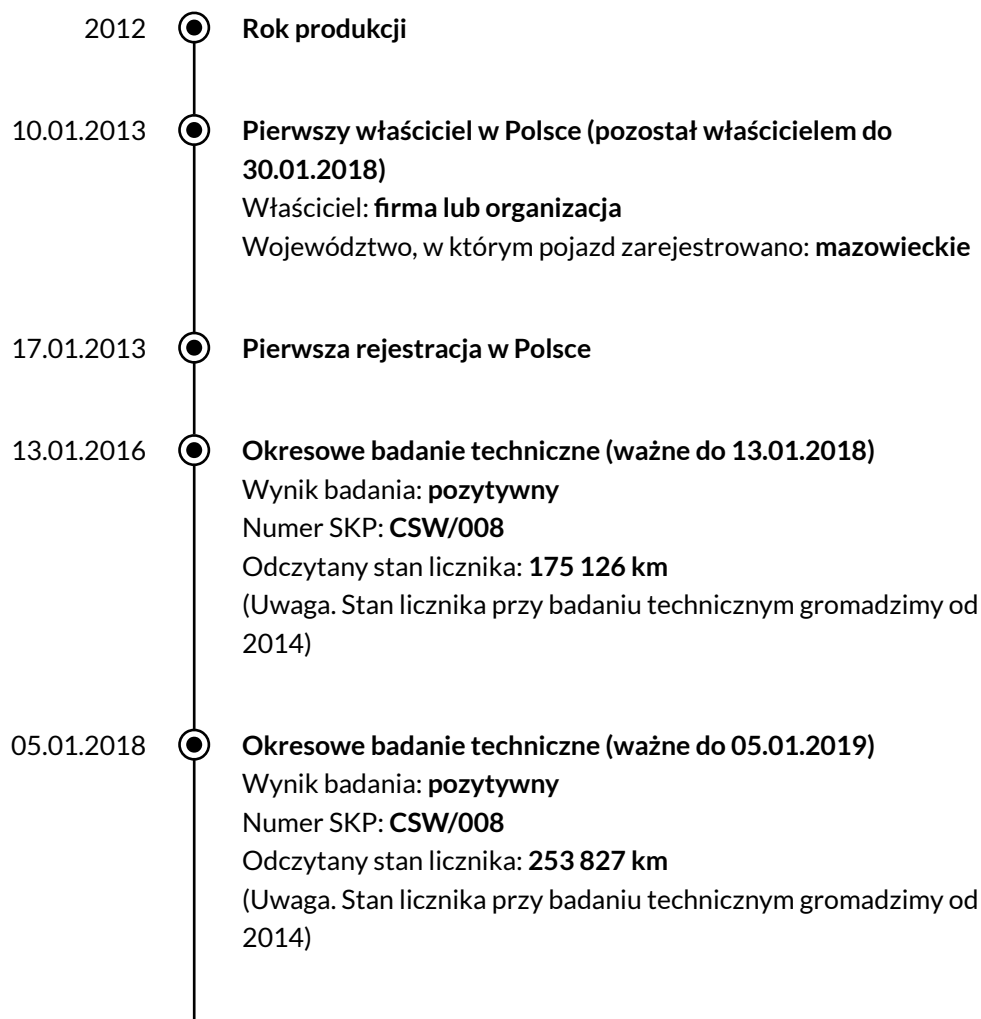 2012 Rok produkcji
10.01.2013 Pierwszy właściciel w Polsce (pozostał właścicielem do
30.01.2018)
Właściciel: firma lub organizacja
Województwo, w którym pojazd zarejestrowano: mazowieckie
17.01.2013 Pierwsza rejestracja w Polsce
13.01.2016 Okresowe badanie techniczne (ważne do 13.01.2018)
Wynik badania: pozytywny
Numer SKP: CSW/008
Odczytany stan licznika: 175 126 km
(Uwaga. Stan licznika przy badaniu technicznym gromadzimy od
2014)
05.01.2018 Okresowe badanie techniczne (ważne do 05.01.2019)
Wynik badania: pozytywny
Numer SKP: CSW/008
Odczytany stan licznika: 253 827 km
(Uwaga. Stan licznika przy badaniu technicznym gromadzimy od
2014)